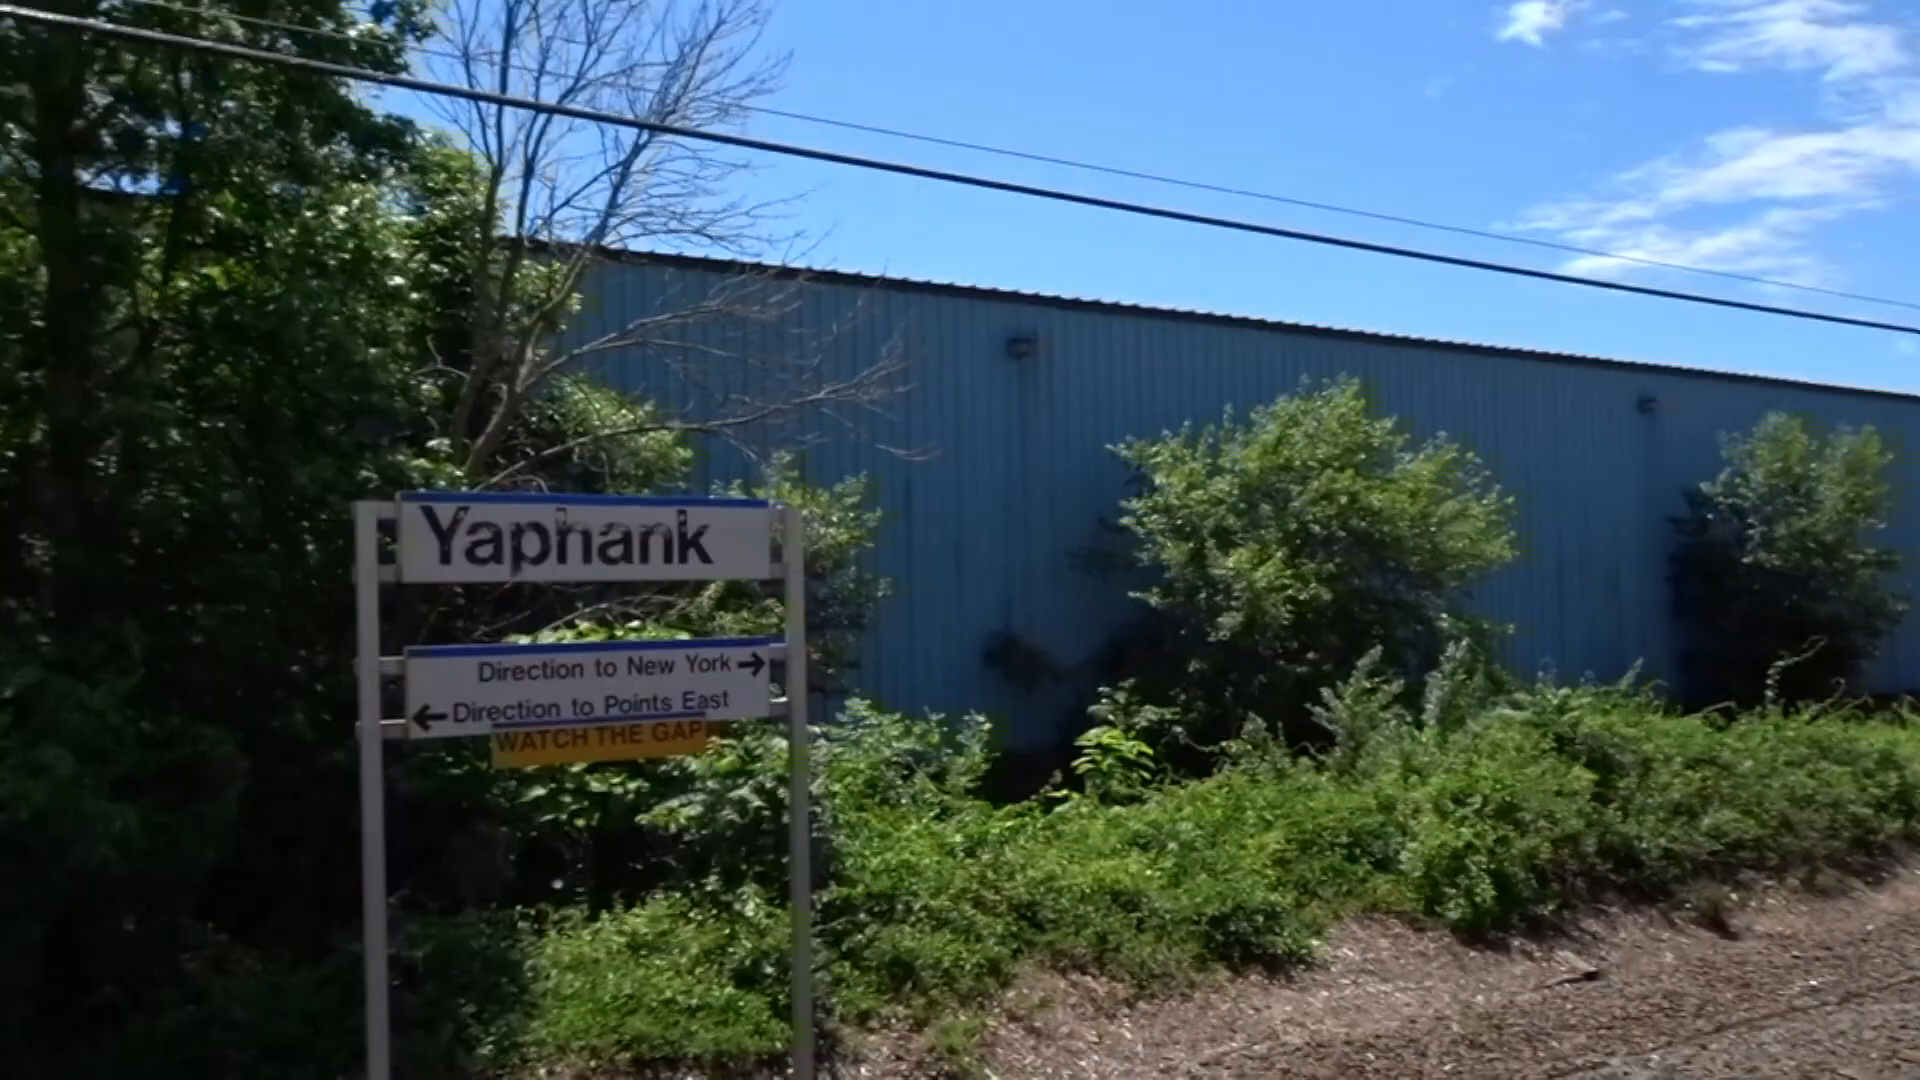 Yaphank
Direction to New York →
← Direction to Points East
WATCH THE GAP